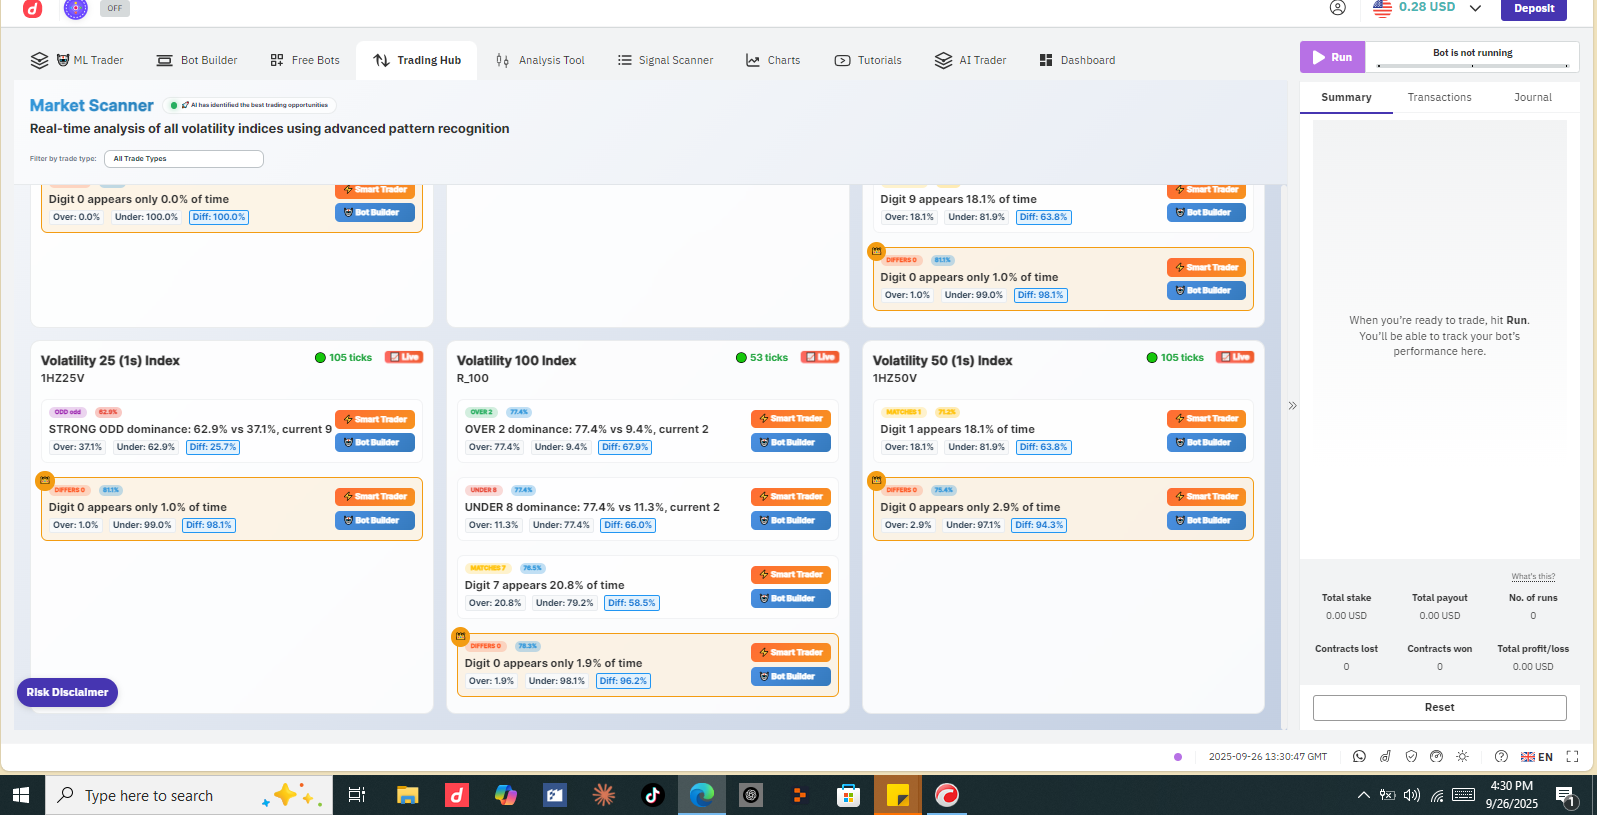 OFF
0.28 USD
Deposit
ML Trader
Bot Builder
Free Bots
Trading Hub
Analysis Tool
Signal Scanner
Charts
Tutorials
AI Trader
Dashboard
Run
Bot is not running
Market Scanner
AI has identified the best trading opportunities
Real-time analysis of all volatility indices using advanced pattern recognition
Filter by trade type:
All Trade Types
Summary
Transactions
Journal
Digit 0 appears only 0.0% of time
Over: 0.0%
Under: 100.0%
Diff: 100.0%
Smart Trader
Bot Builder
Digit 9 appears 18.1% of time
Over: 18.1%
Under: 81.9%
Diff: 63.8%
Smart Trader
Bot Builder
DIFFERS 0
81.1%
Digit 0 appears only 1.0% of time
Over: 1.0%
Under: 99.0%
Diff: 98.1%
Smart Trader
Bot Builder
Volatility 25 (1s) Index
1HZ25V
105 ticks
Live
ODD odd
62.9%
STRONG ODD dominance: 62.9% vs 37.1%, current 9
Over: 37.1%
Under: 62.9%
Diff: 25.7%
Smart Trader
Bot Builder
DIFFERS 0
81.1%
Digit 0 appears only 1.0% of time
Over: 1.0%
Under: 99.0%
Diff: 98.1%
Smart Trader
Bot Builder
Volatility 100 Index
R_100
53 ticks
Live
OVER 2
77.4%
OVER 2 dominance: 77.4% vs 9.4%, current 2
Over: 77.4%
Under: 9.4%
Diff: 67.9%
Smart Trader
Bot Builder
UNDER 8
77.4%
UNDER 8 dominance: 77.4% vs 11.3%, current 2
Over: 11.3%
Under: 77.4%
Diff: 66.0%
Smart Trader
Bot Builder
MATCHES 7
76.5%
Digit 7 appears 20.8% of time
Over: 20.8%
Under: 79.2%
Diff: 58.5%
Smart Trader
Bot Builder
DIFFERS 0
78.3%
Digit 0 appears only 1.9% of time
Over: 1.9%
Under: 98.1%
Diff: 96.2%
Smart Trader
Bot Builder
Volatility 50 (1s) Index
1HZ50V
105 ticks
Live
MATCHES 1
71.2%
Digit 1 appears 18.1% of time
Over: 18.1%
Under: 81.9%
Diff: 63.8%
Smart Trader
Bot Builder
DIFFERS 0
75.4%
Digit 0 appears only 2.9% of time
Over: 2.9%
Under: 97.1%
Diff: 94.3%
Smart Trader
Bot Builder
Risk Disclaimer
When you're ready to trade, hit Run.
You'll be able to track your bot's
performance here.
What's this?
Total stake
0.00 USD
Total payout
0.00 USD
No. of runs
0
Contracts lost
0
Contracts won
0
Total profit/loss
0.00 USD
Reset
2025-09-26 13:30:47 GMT
EN
Type here to search
4:30 PM
9/26/2025
1